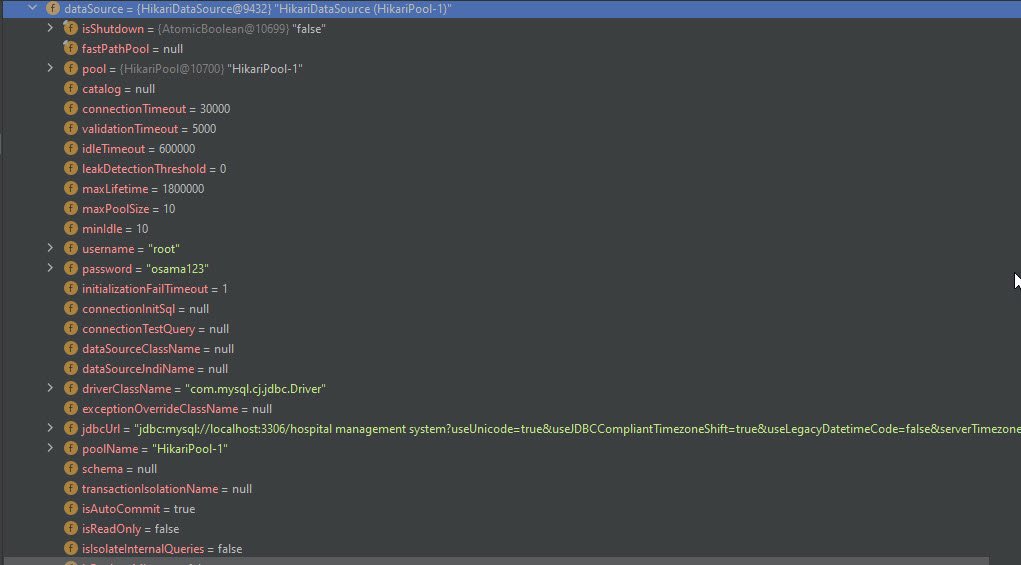 dataSource = {HikariDataSource@9432} "HikariDataSource (HikariPool-1)"
isShutdown = {AtomicBoolean@10699} "false"
fastPathPool = null
pool = {HikariPool@10700} "HikariPool-1"
catalog = null
connectionTimeout = 30000
validationTimeout = 5000
idleTimeout = 600000
leakDetectionThreshold = 0
maxLifetime = 1800000
maxPoolSize = 10
minIdle = 10
username = "root"
password = "osama123"
initializationFailTimeout = 1
connectionInitSql = null
connectionTestQuery = null
dataSourceClassName = null
dataSourceJndiName = null
driverClassName = "com.mysql.cj.jdbc.Driver"
exceptionOverrideClassName = null
jdbcUrl = "jdbc:mysql://localhost:3306/hospital management system?useUnicode=true&useJDBCCompliantTimezoneShift=true&useLegacyDatetimeCode=false&serverTimezone
poolName = "HikariPool-1"
schema = null
transactionIsolationName = null
isAutoCommit = true
isReadOnly = false
isIsolateInternalQueries = false